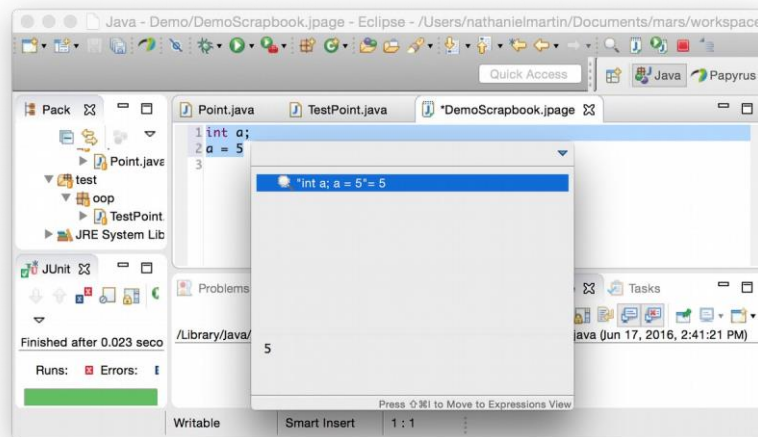 Java - Demo/DemoScrapbook.jpage - Eclipse - /Users/nathanielmartin/Documents/mars/workspace
Quick Access
Java
Papyrus
Pack
Point.java
test
oop
TestPoint.
JRE System Lib
JUnit
Finished after 0.023 seco
Runs:
Errors:
Point.java
TestPoint.java
*DemoScrapbook.jpage
1 int a;
2 a = 5
3
"int a; a = 5"= 5
5
Press ⇧⌘I to Move to Expressions View
Problems
Tasks
/Library/Java/
java (Jun 17, 2016, 2:41:21 PM)
Writable
Smart Insert
1 : 1